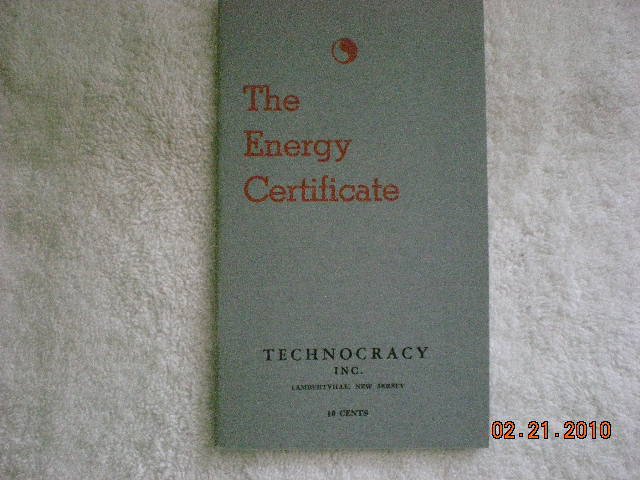 The
Energy
Certificate
TECHNOCRACY
INC.
LAMBERTVILLE, NEW JERSEY
10 CENTS
02.21.2010